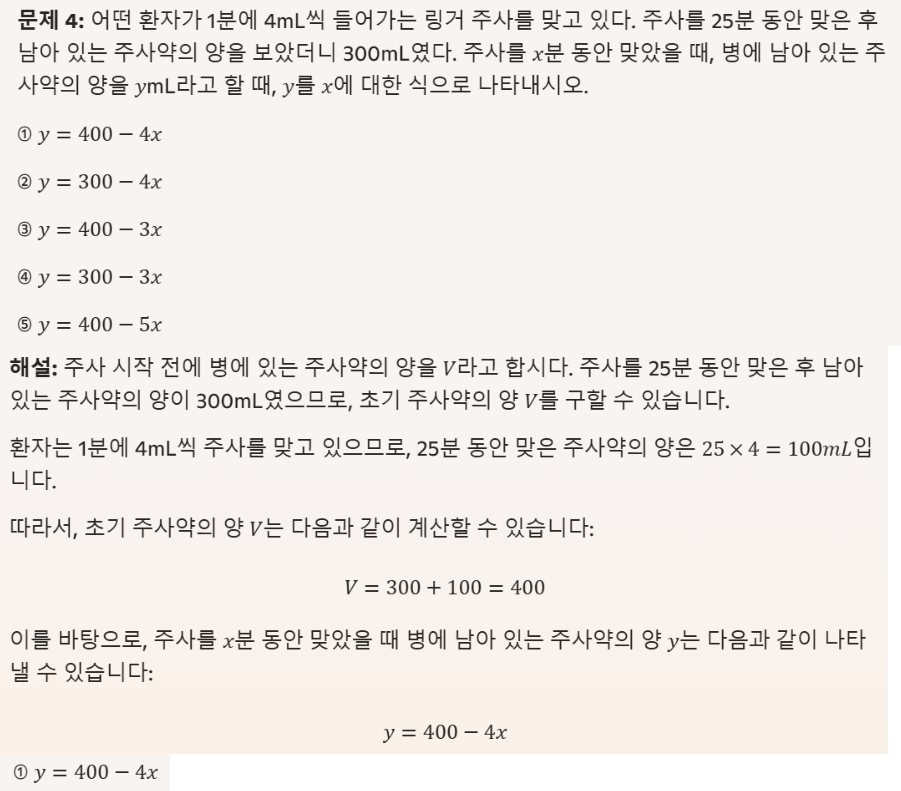 문제 4: 어떤 환자가 1분에 4mL씩 들어가는 링거 주사를 맞고 있다. 주사를 25분 동안 맞은 후
남아 있는 주사약의 양을 보았더니 300mL였다. 주사를 x분 동안 맞았을 때, 병에 남아 있는 주
사약의 양을 ymL라고 할 때, y를 x에 대한 식으로 나타내시오.
① y = 400 − 4x
② y = 300 − 4x
③ y = 400 − 3x
④ y = 300 − 3x
⑤ y = 400 − 5x
해설: 주사 시작 전에 병에 있는 주사약의 양을 V라고 합시다. 주사를 25분 동안 맞은 후 남아
있는 주사약의 양이 300mL였으므로, 초기 주사약의 양 V를 구할 수 있습니다.
환자는 1분에 4mL씩 주사를 맞고 있으므로, 25분 동안 맞은 주사약의 양은 25 × 4 = 100mL입
니다.
따라서, 초기 주사약의 양 V는 다음과 같이 계산할 수 있습니다:
V = 300 + 100 = 400
이를 바탕으로, 주사를 x분 동안 맞았을 때 병에 남아 있는 주사약의 양 y는 다음과 같이 나타
낼 수 있습니다:
y = 400 − 4x
① y = 400 − 4x